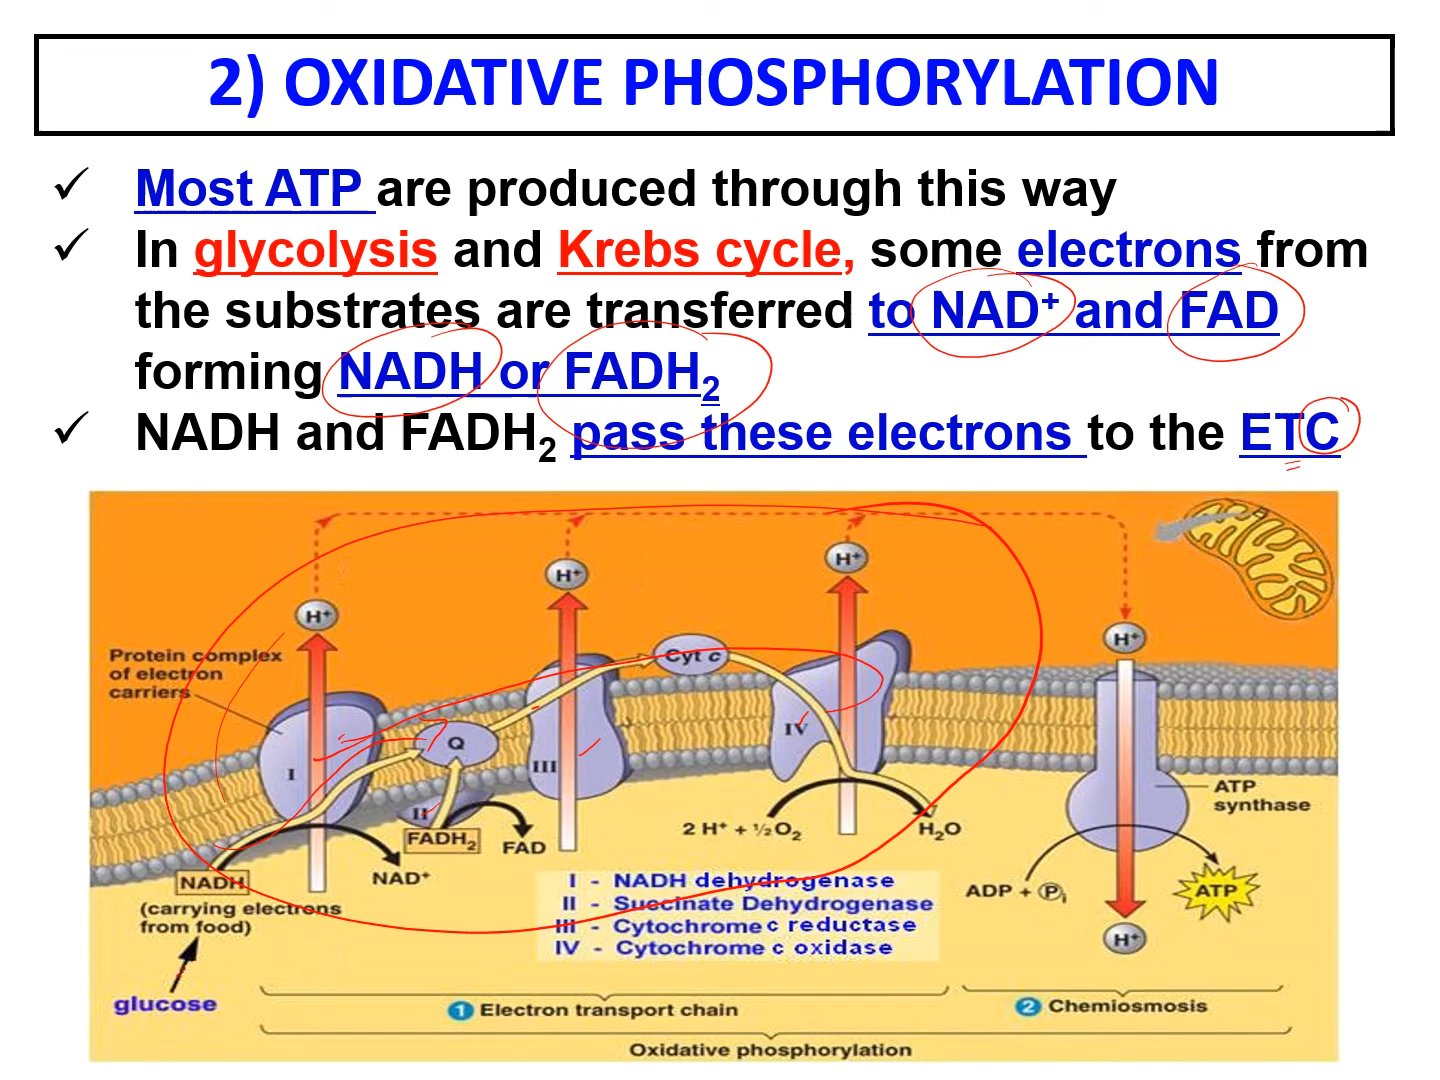 2) OXIDATIVE PHOSPHORYLATION
✓ Most ATP are produced through this way
✓ In glycolysis and Krebs cycle, some electrons from
the substrates are transferred to NAD⁺ and FAD
forming NADH or FADH₂
✓ NADH and FADH₂ pass these electrons to the ETC
H⁺
H⁺
H⁺
H⁺
Protein complex
of electron
carriers
Cyt c
I
Q
II
III
IV
FADH₂
FAD
NADH
NAD⁺
(carrying electrons
from food)
glucose
2 H⁺ + ½O₂
H₂O
ATP
synthase
ADP + Pi
ATP
H⁺
I - NADH dehydrogenase
II - Succinate Dehydrogenase
III - Cytochrome c reductase
IV - Cytochrome c oxidase
1 Electron transport chain
2 Chemiosmosis
Oxidative phosphorylation